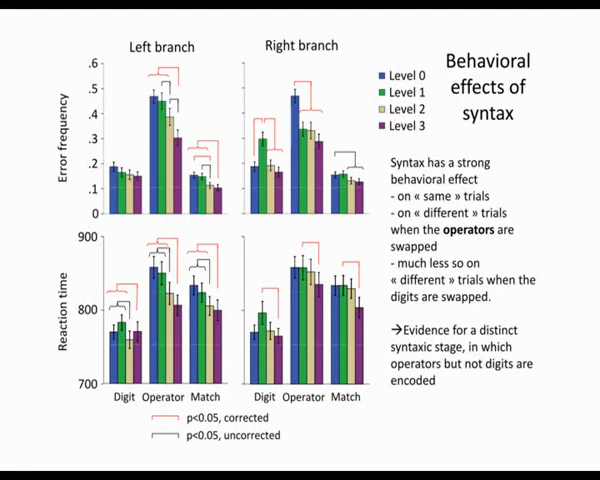 Left branch
Right branch
Behavioral
effects of
syntax
Error frequency
.6
.5
.4
.3
.2
.1
0
Level 0
Level 1
Level 2
Level 3
Syntax has a strong
behavioral effect
- on « same » trials
- on « different » trials
when the operators are
swapped
- much less so on
« different » trials when the
digits are swapped.
→Evidence for a distinct
syntaxic stage, in which
operators but not digits are
encoded
Reaction time
900
800
700
Digit Operator Match
Digit Operator Match
p<0.05, corrected
p<0.05, uncorrected